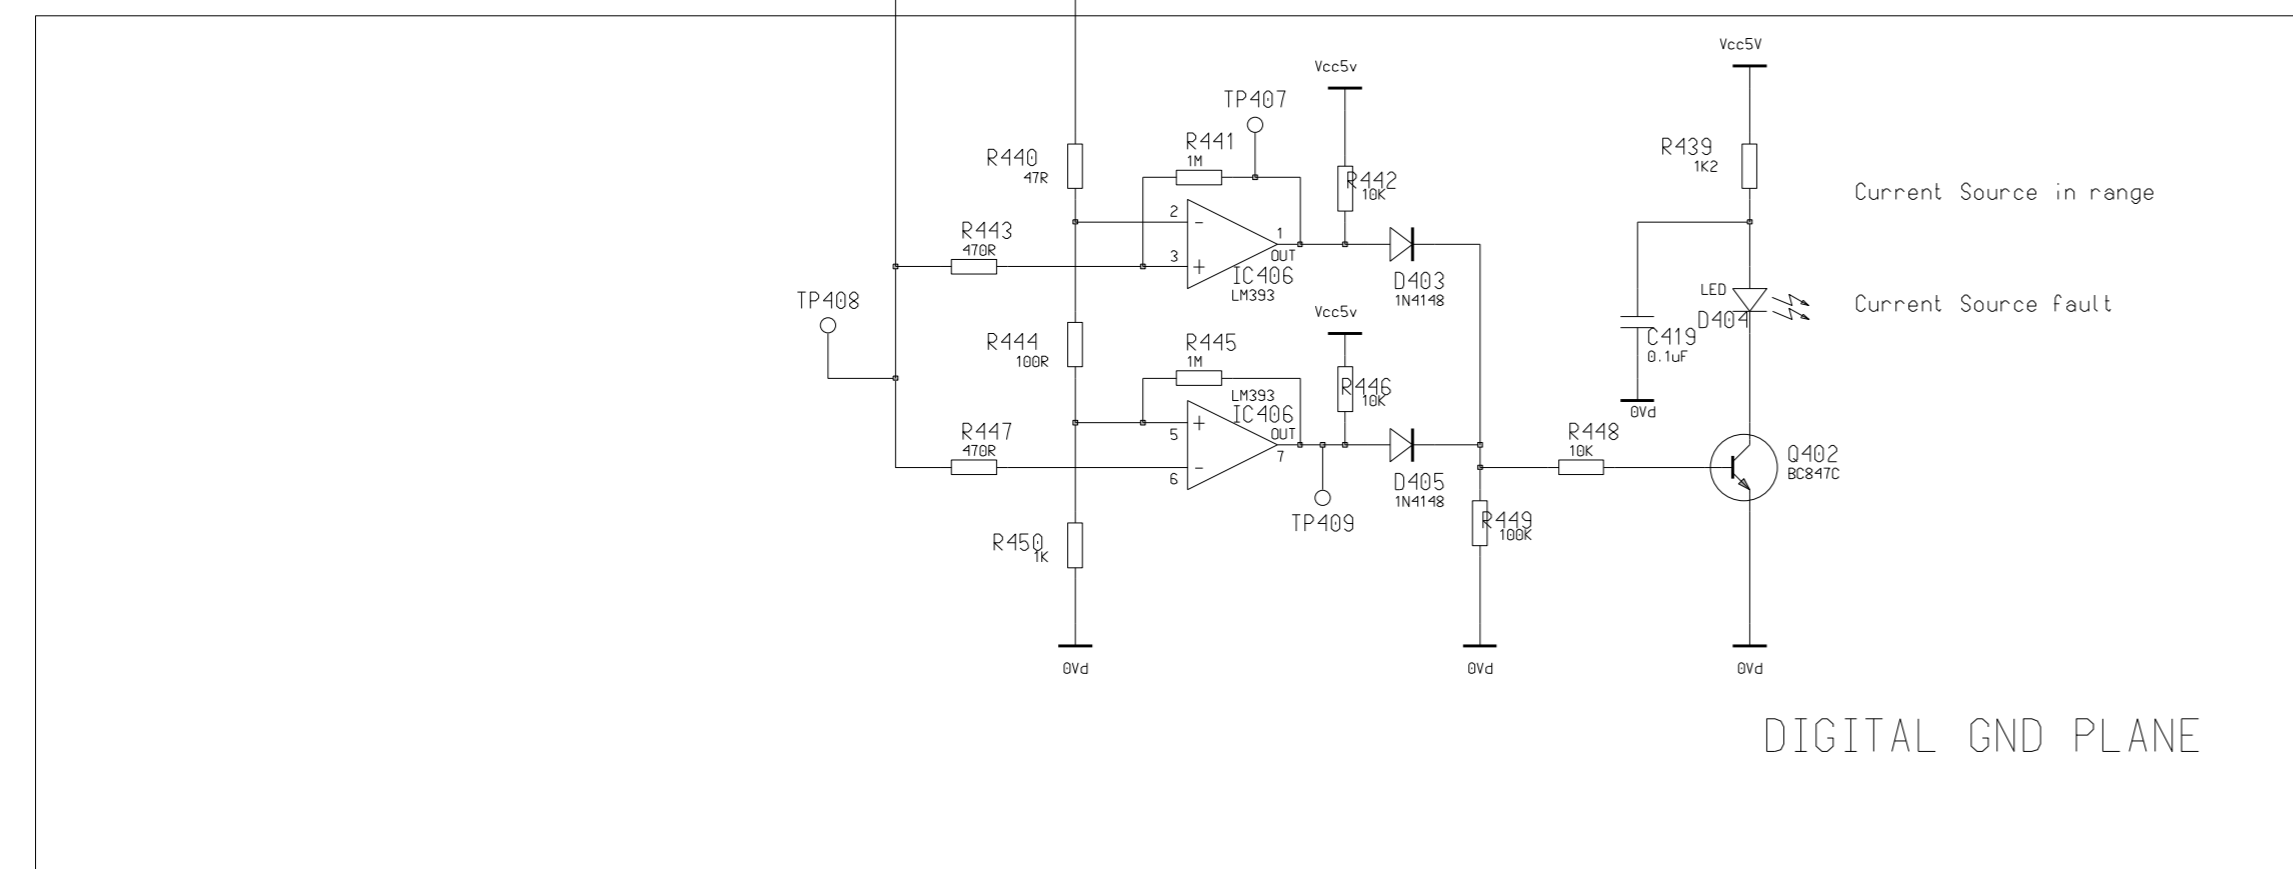 Vcc5V
Vcc5v
TP407
R441
1M
R440
47R
R442
10K
R439
1K2
Current Source in range
2
-
1
OUT
R443
470R
3
+
IC406
LM393
D403
1N4148
LED
D404
Current Source fault
TP408
Vcc5v
R444
100R
R445
1M
C419
0.1uF
0Vd
LM393
IC406
R446
10K
+
5
OUT
7
R447
470R
-
6
R448
10K
Q402
BC847C
D405
1N4148
TP409
R449
100K
R450
1K
0Vd
0Vd
0Vd
DIGITAL GND PLANE